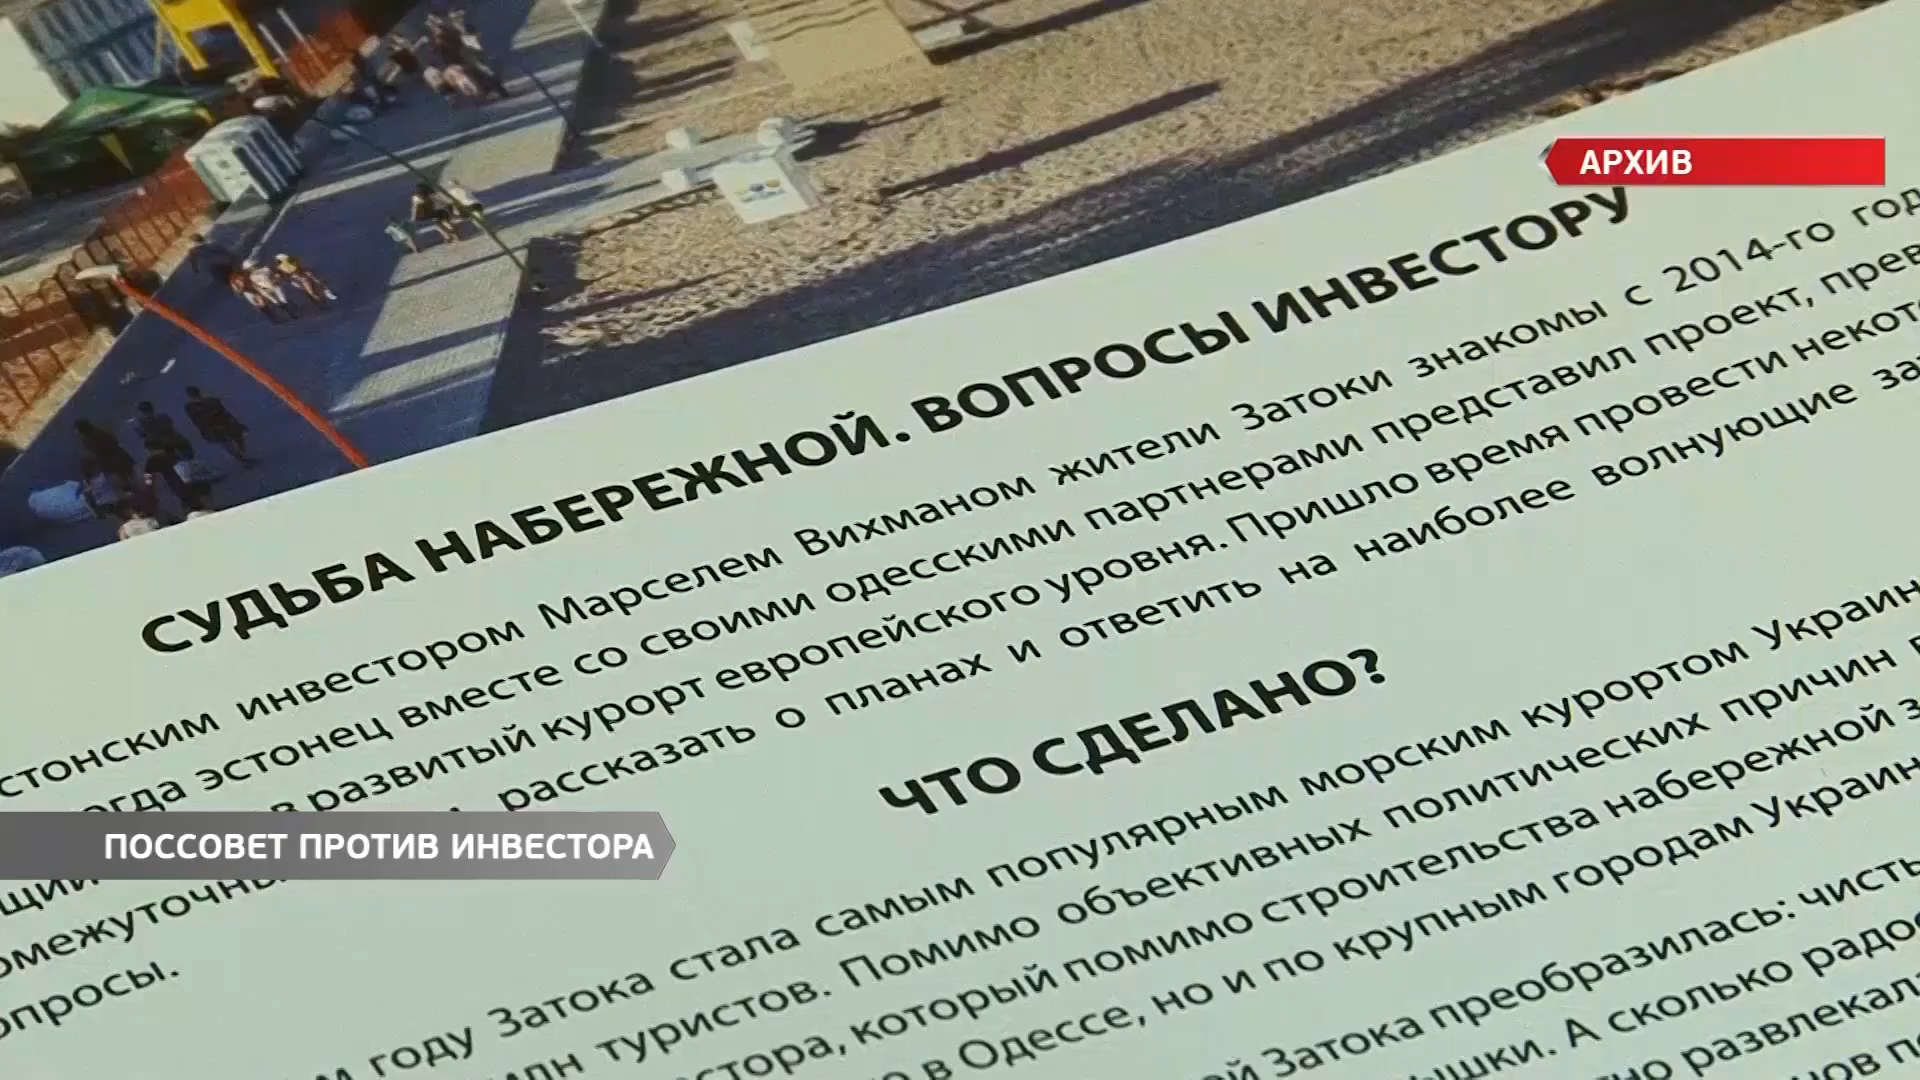 АРХИВ
СУДЬБА НАБЕРЕЖНОЙ. ВОПРОСЫ ИНВЕСТОРУ
инвестором Марселем Вихманом жители Затоки знакомы с 2014-го
эстонец вместе со своими одесскими партнерами представил проект,
развитый курорт европейского уровня. Пришло время провести
рассказать о планах и ответить на наиболее волнующие
ЧТО СДЕЛАНО?
ПОССОВЕТ ПРОТИВ ИНВЕСТОРА
году Затока стала самым популярным морским курортом
туристов. Помимо объективных политических причин
который помимо строительства набережной
в Одессе, но и по крупным городам
Затока преобразилась:
А сколько